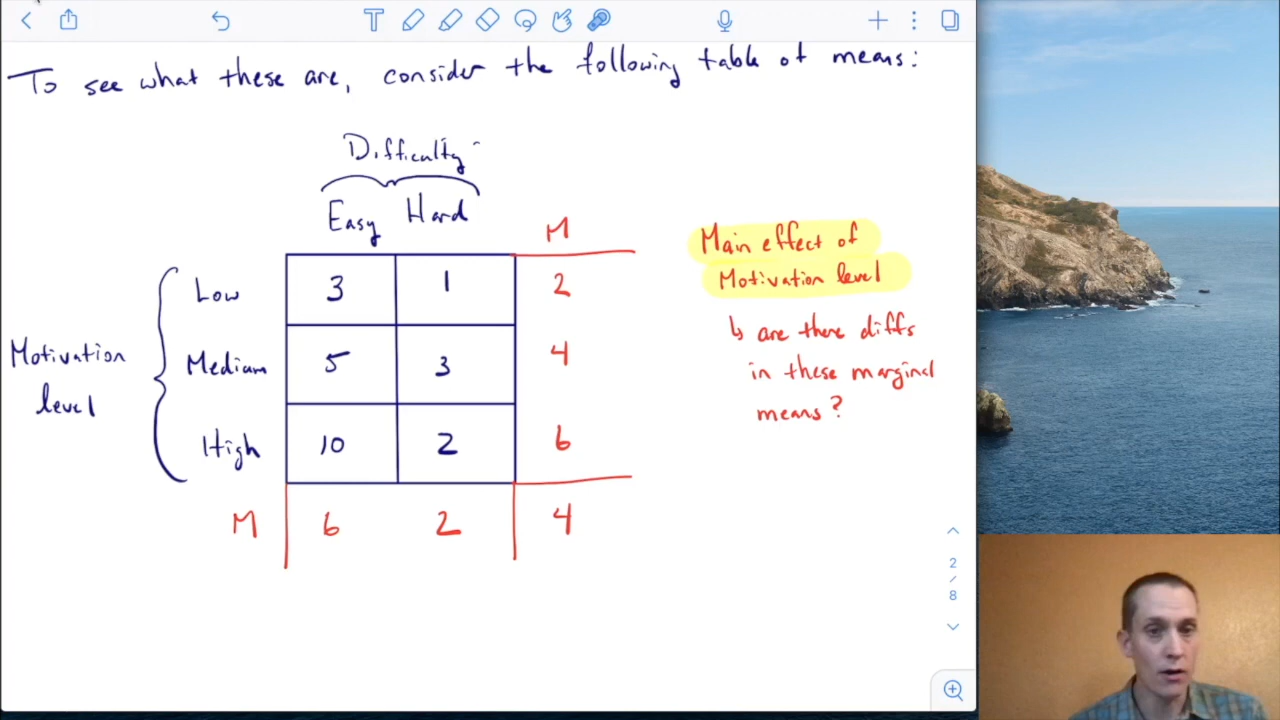 To see what these are, consider the following table of means:
Difficulty
Easy Hard M
Low 3 1 2
Motivation level
Medium 5 3 4
High 10 2 6
M 6 2 4
Main effect of
Motivation level
↳ are there diffs
in these marginal
means?
2
/
8